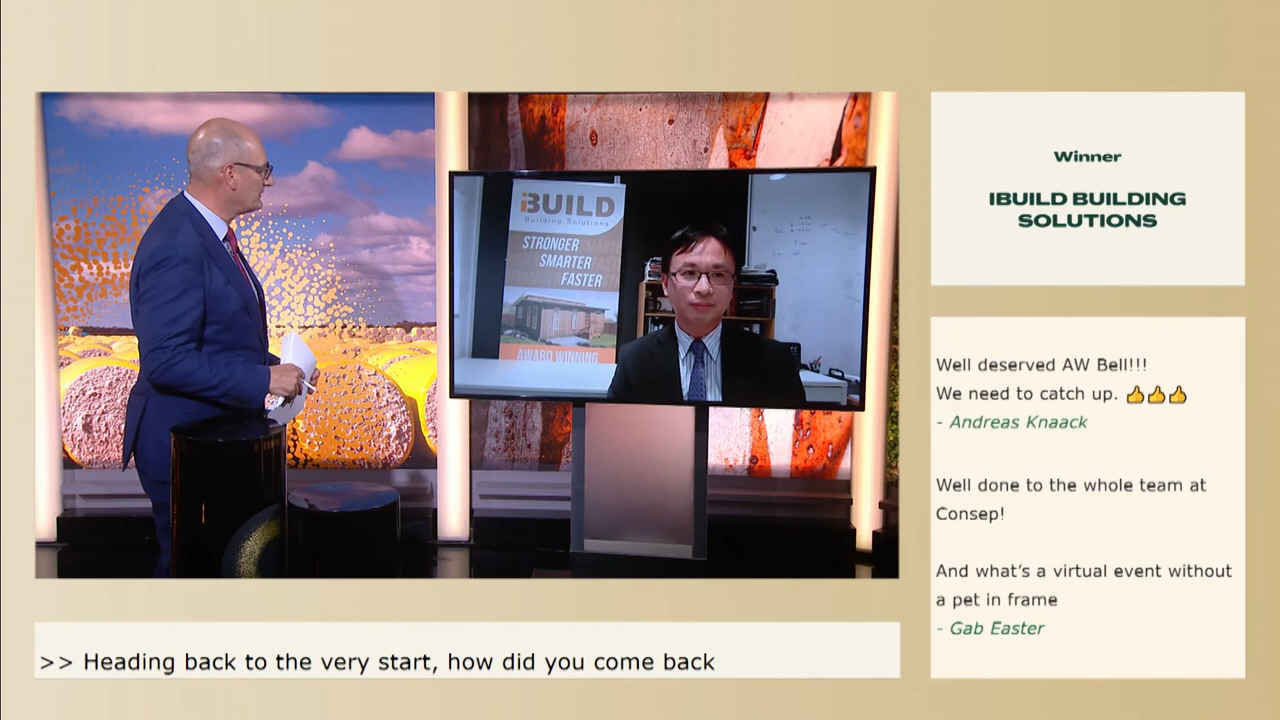 iBUILD
Building Solutions
STRONGER
SMARTER
FASTER
AWARD WINNING
Winner
IBUILD BUILDING
SOLUTIONS
Well deserved AW Bell!!!
We need to catch up. 👍👍👍
- Andreas Knaack
Well done to the whole team at
Consep!
And what's a virtual event without
a pet in frame
- Gab Easter
>> Heading back to the very start, how did you come back